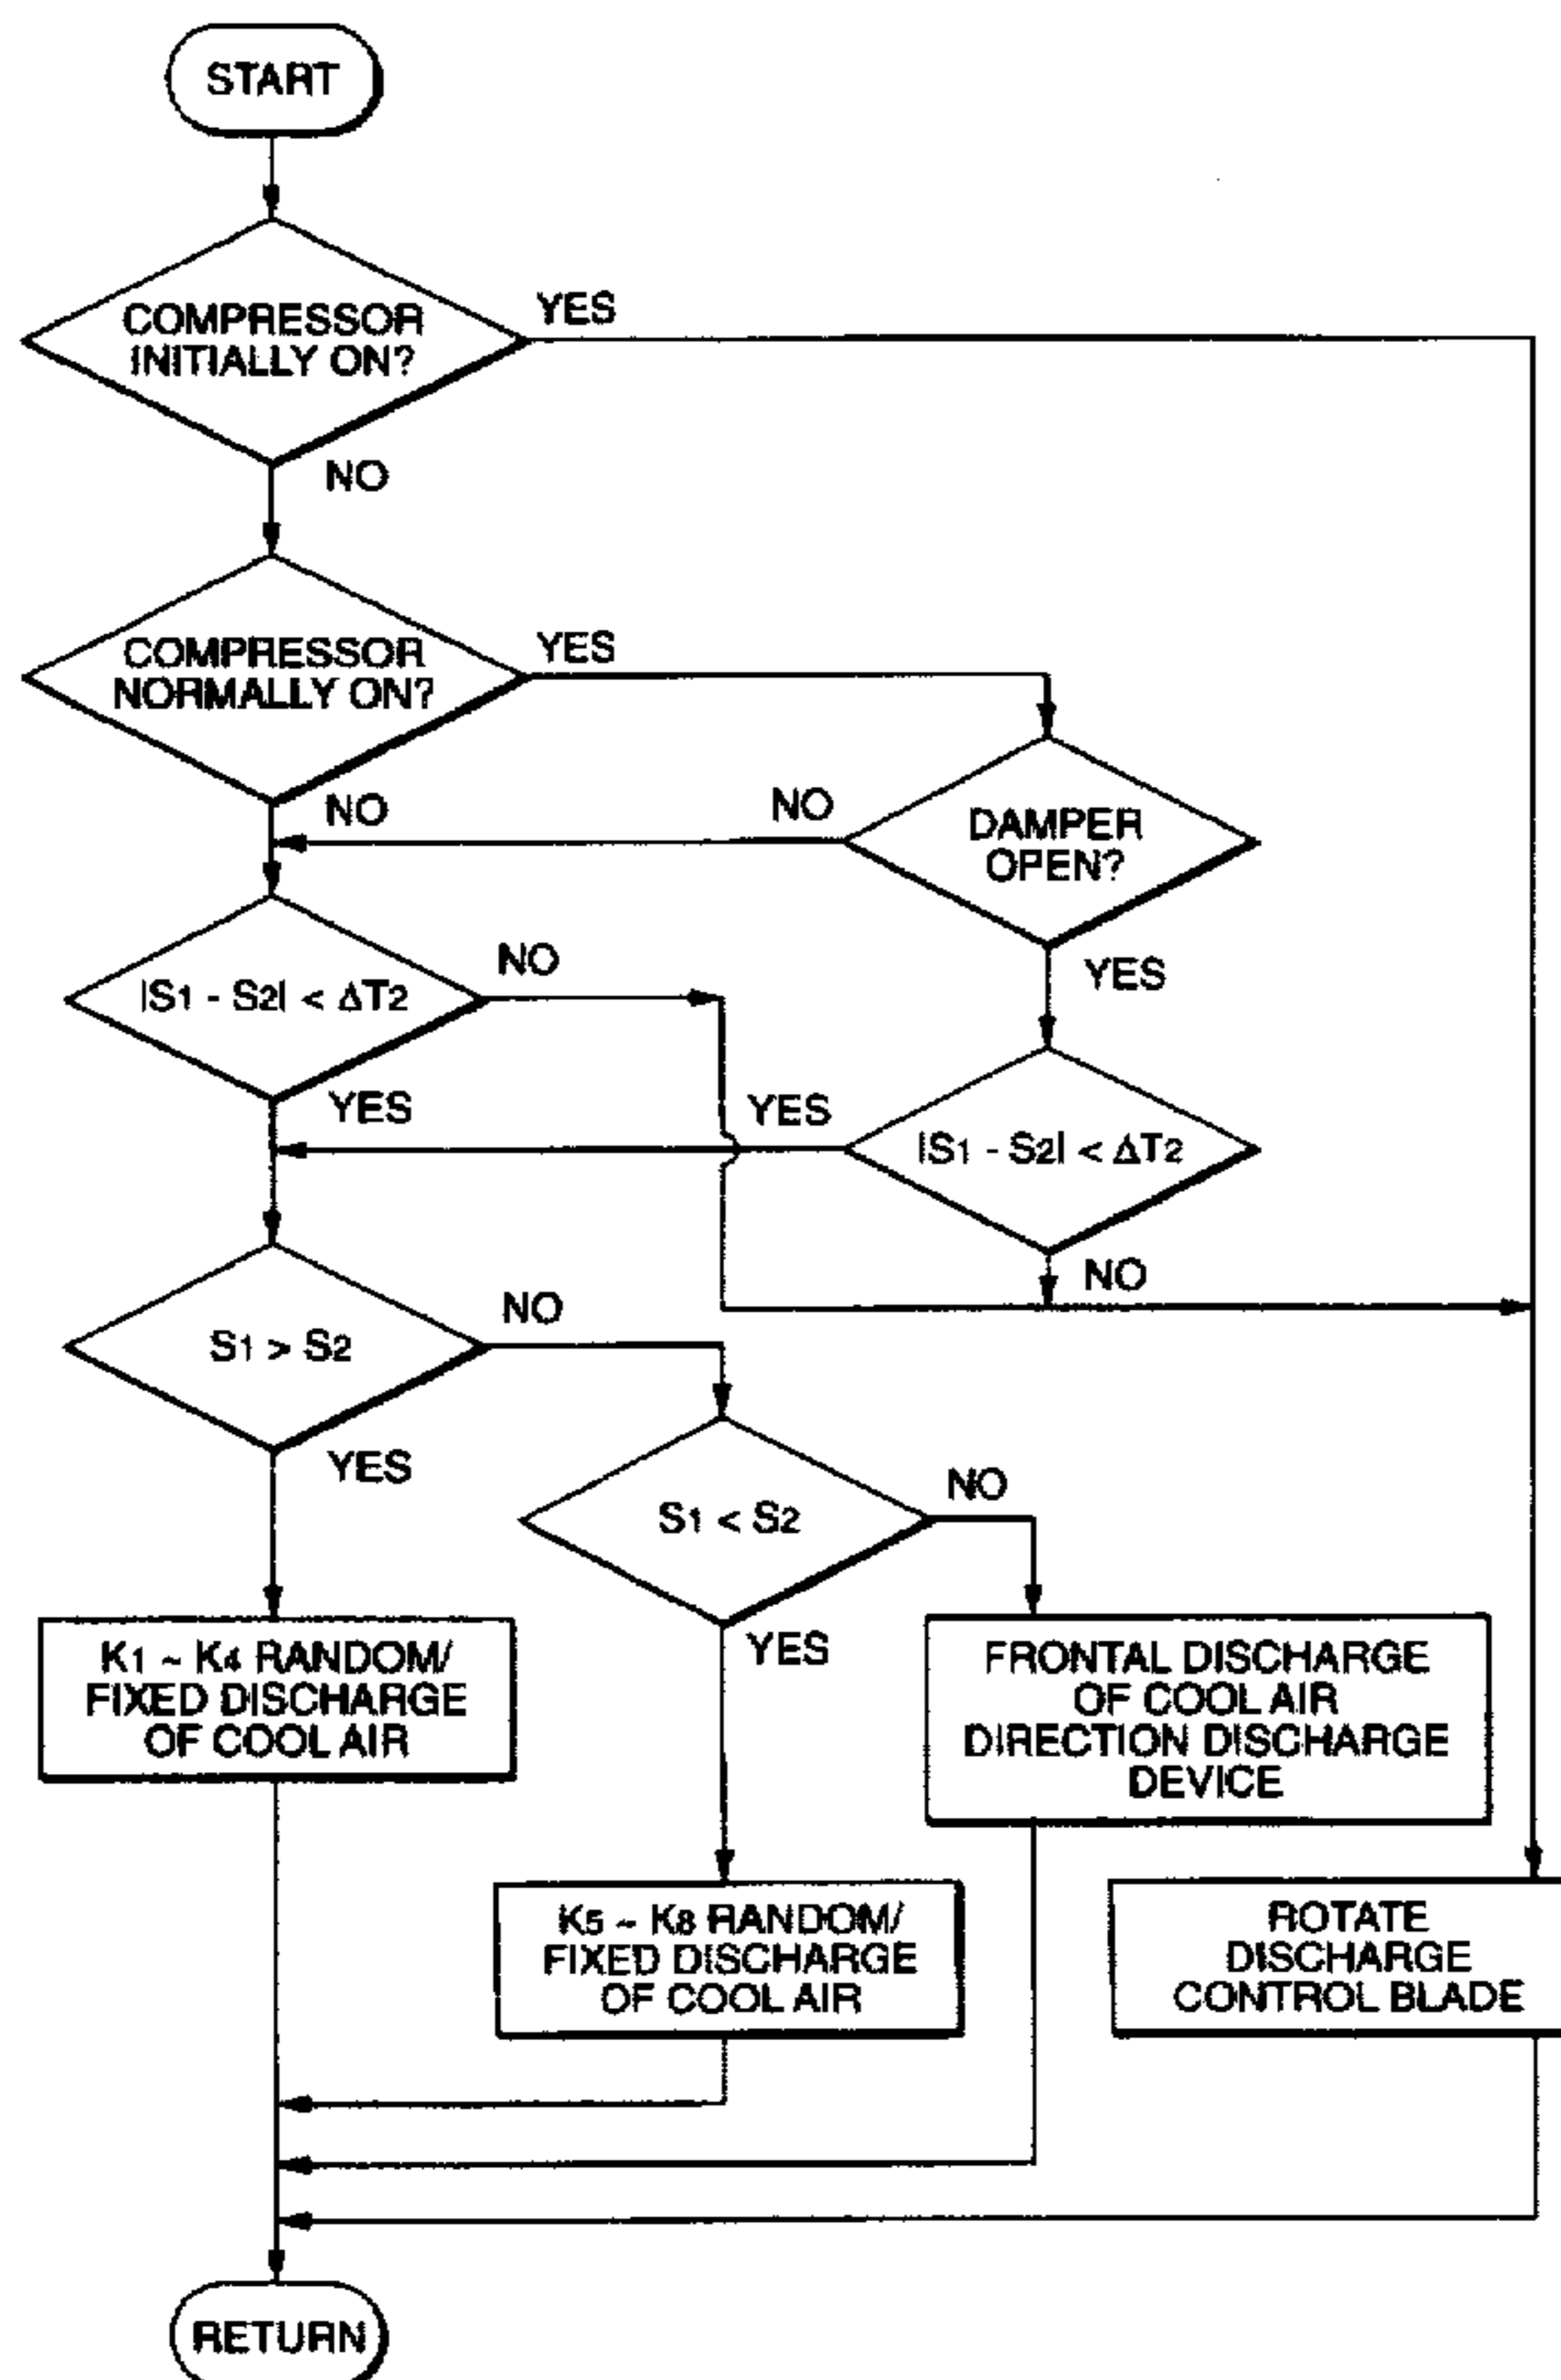 START
COMPRESSOR
INITIALLY ON?
YES
NO
COMPRESSOR
NORMALLY ON?
YES
NO
NO
DAMPER
OPEN?
YES
|S1 - S2| < ΔT2
NO
YES
YES
|S1 - S2| < ΔT2
NO
S1 > S2
NO
YES
S1 < S2
NO
YES
K1 ~ K4 RANDOM/
FIXED DISCHARGE
OF COOL AIR
FRONTAL DISCHARGE
OF COOL AIR
DIRECTION DISCHARGE
DEVICE
K5 ~ K8 RANDOM/
FIXED DISCHARGE
OF COOL AIR
ROTATE
DISCHARGE
CONTROL BLADE
RETURN